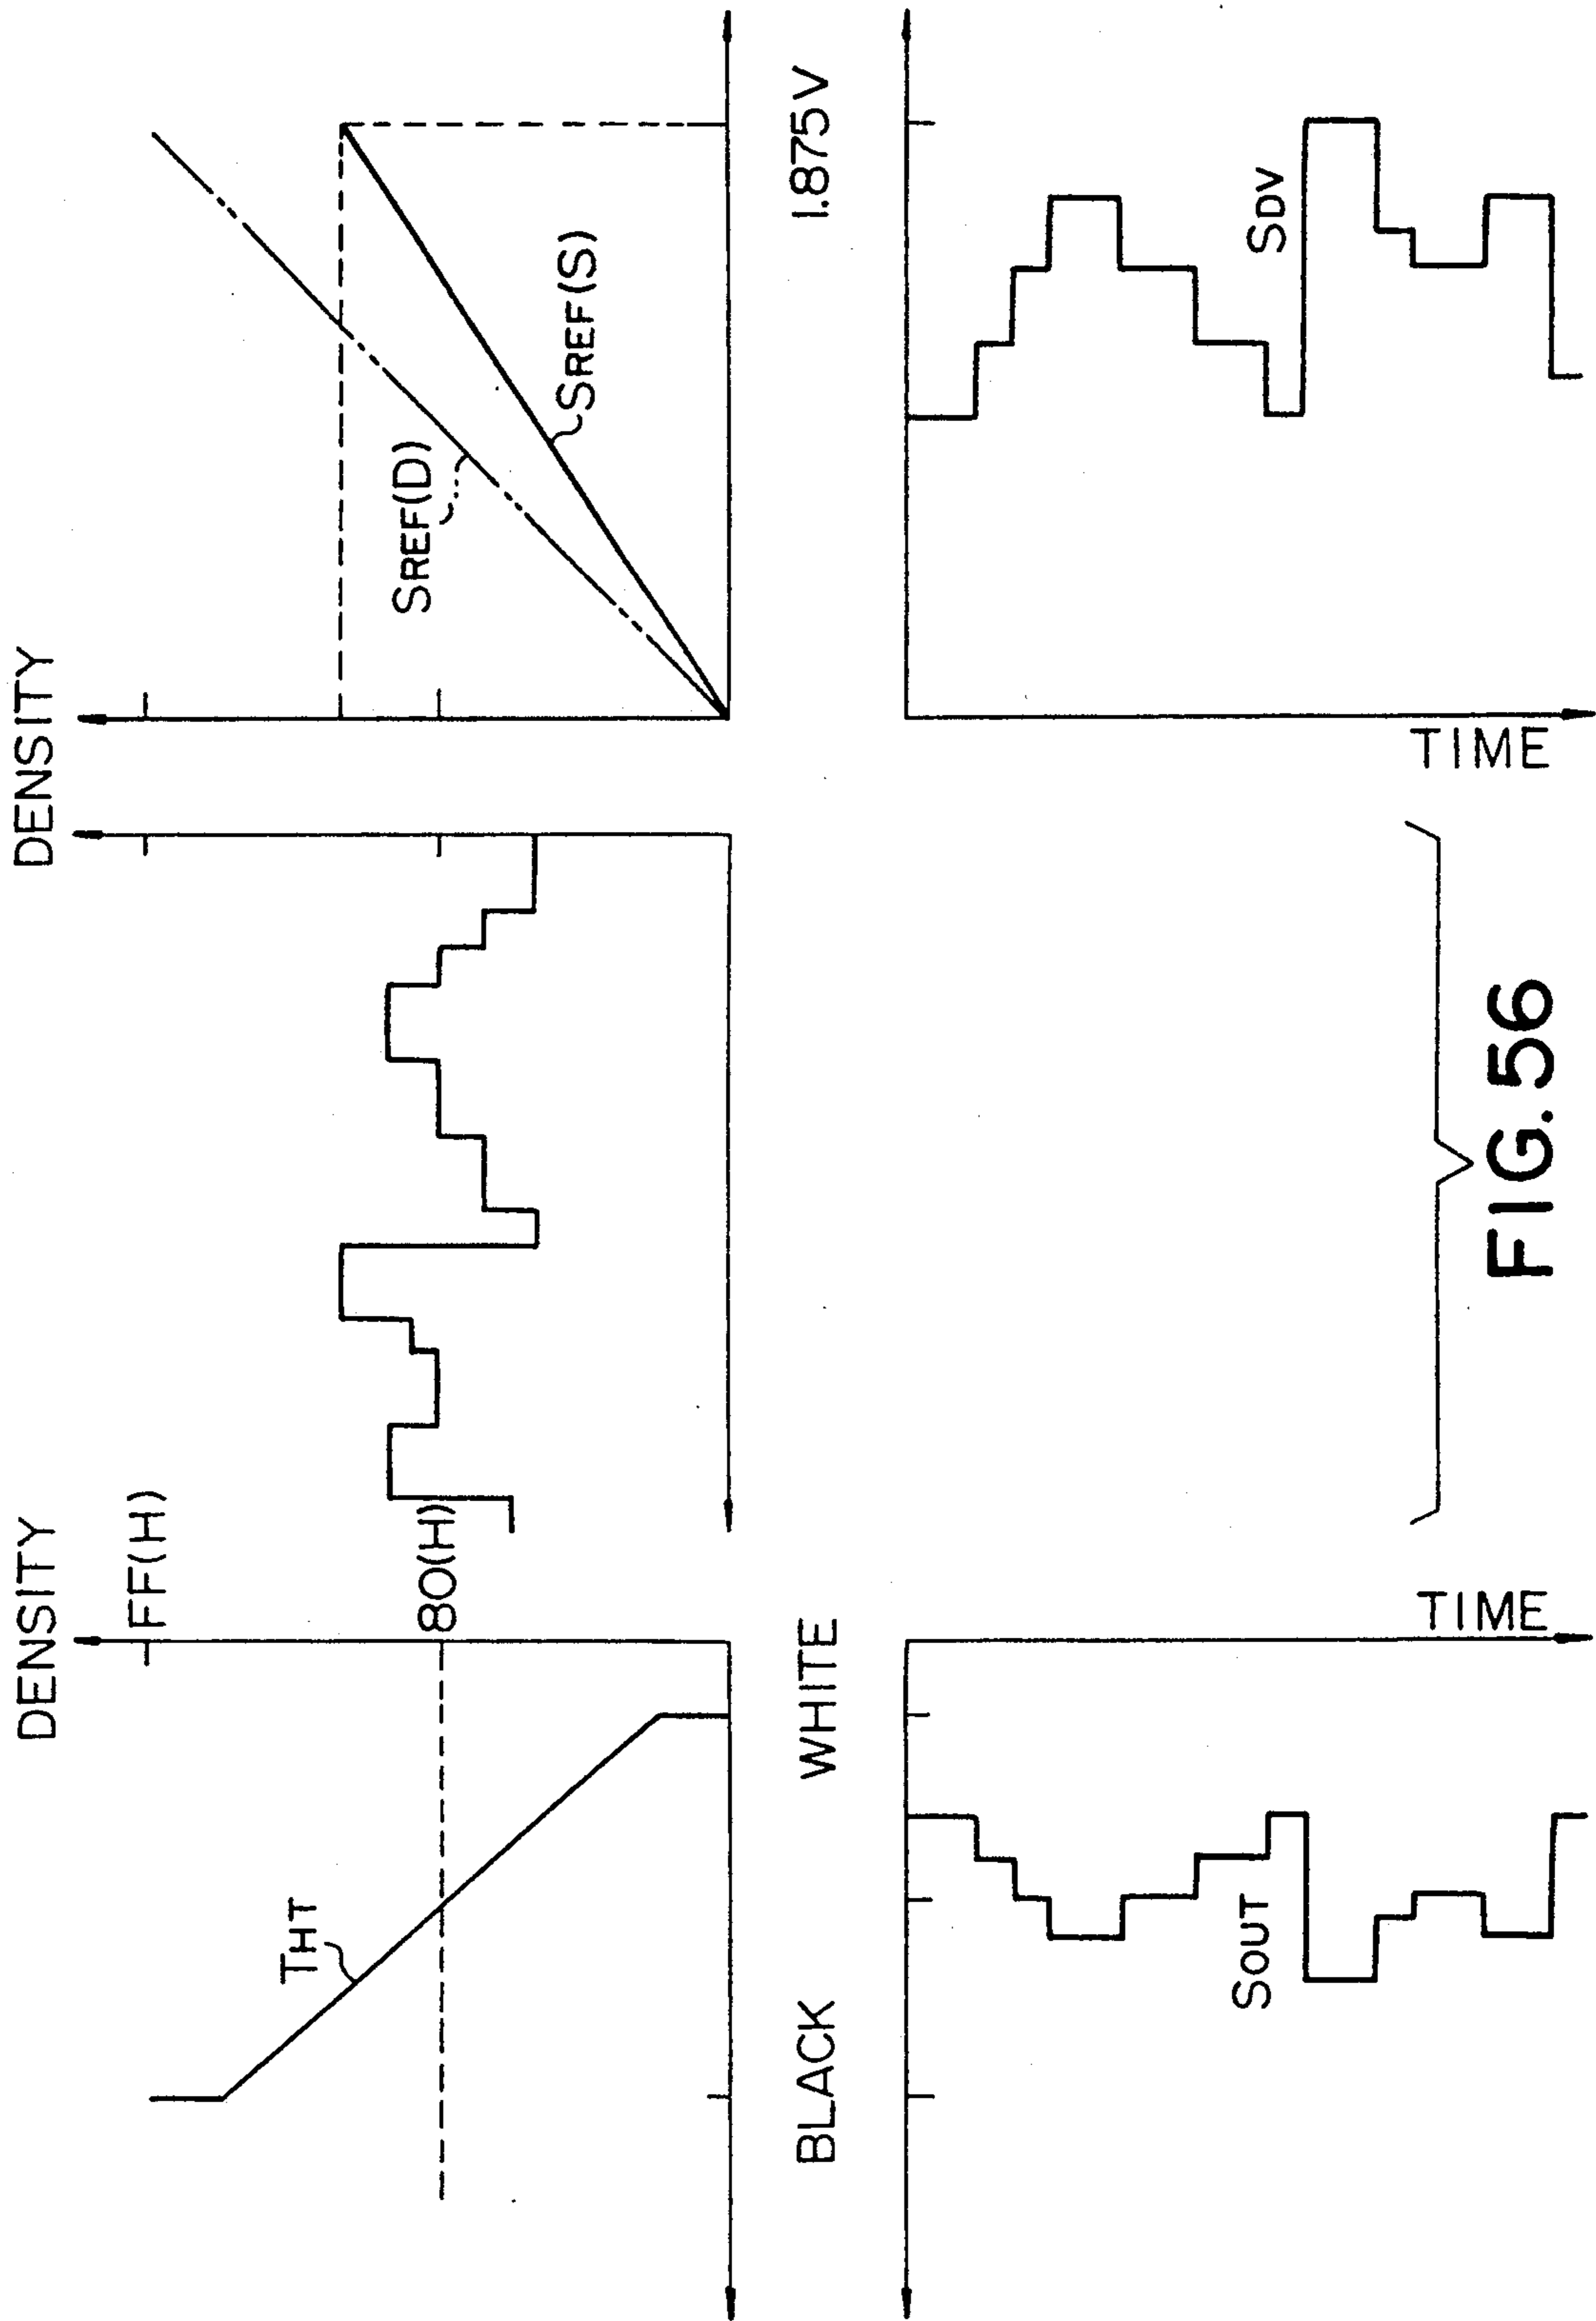 DENSITY
SREF(D)
SREF(S)
1.875V
SDV
TIME
DENSITY
FF(H)
80(H)
THT
BLACK
WHITE
SOUT
TIME
FIG. 56